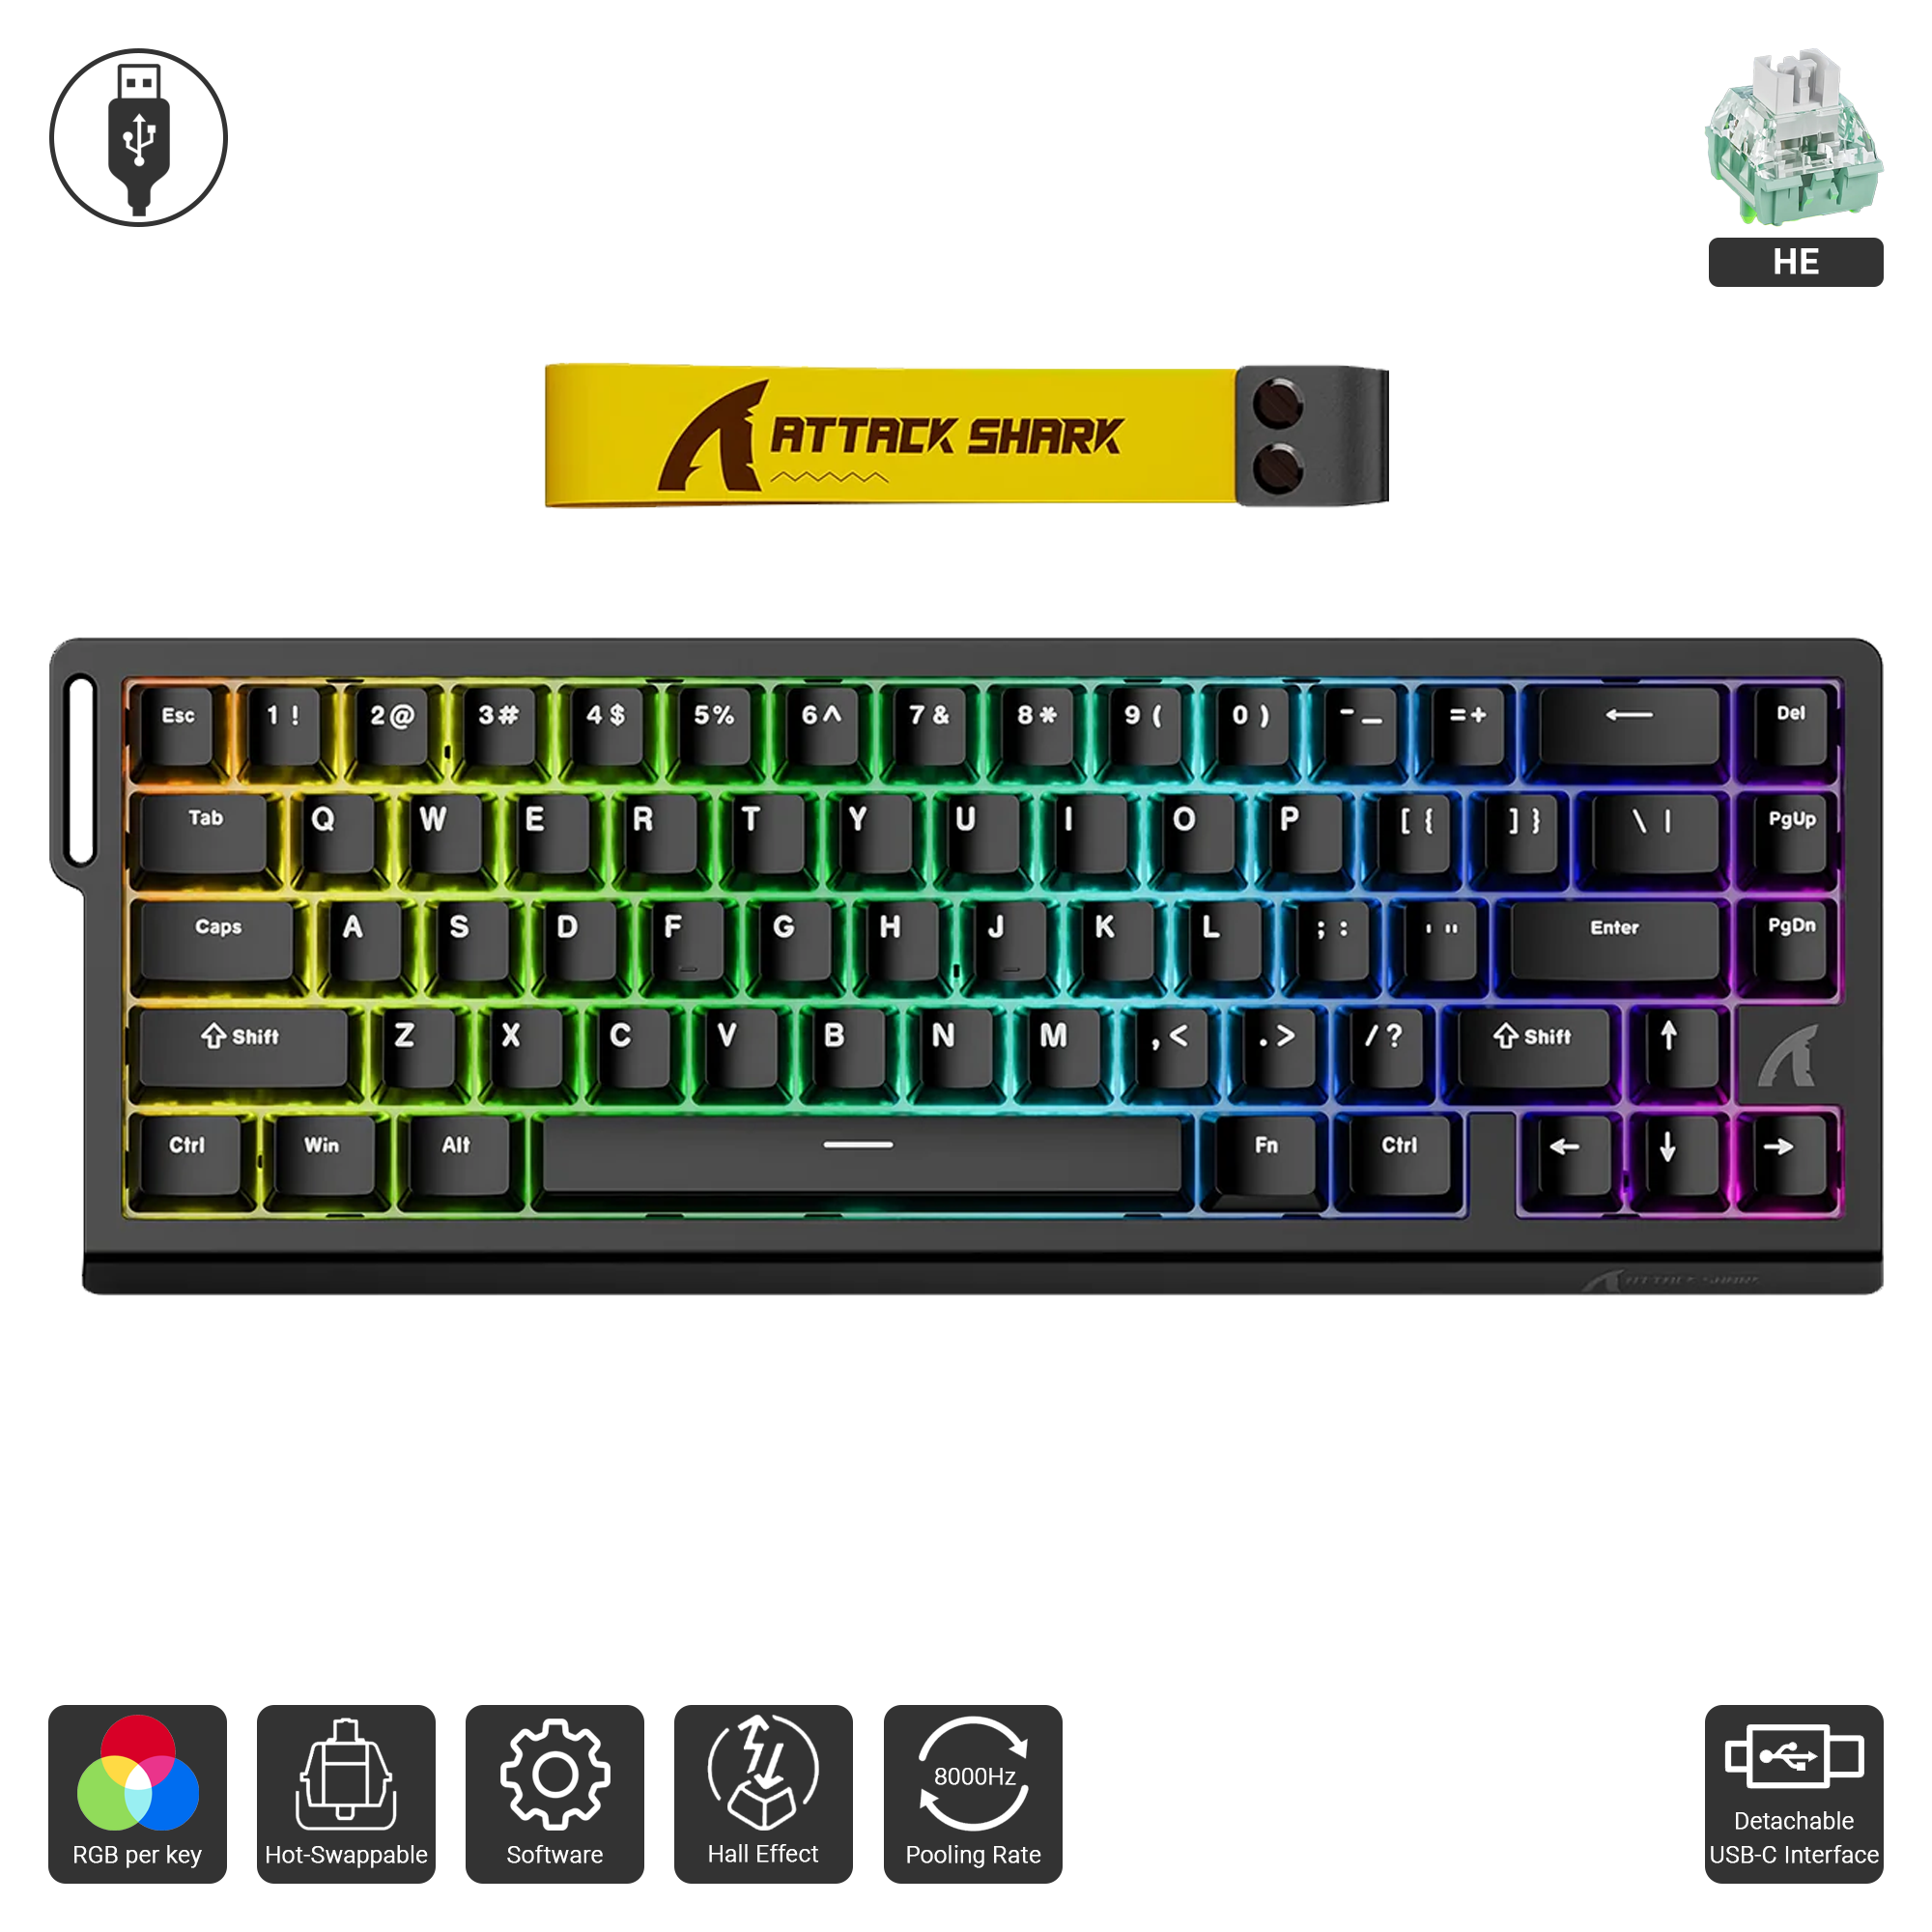 HE
ATTACK SHARK
Esc 1 ! 2 @ 3 # 4 $ 5 % 6 ^ 7 & 8 * 9 ( 0 ) - _ = + ← Del
Tab Q W E R T Y U I O P [ { ] } \ | PgUp
Caps A S D F G H J K L ; : ' " Enter PgDn
⇧ Shift Z X C V B N M , < . > / ? ⇧ Shift ↑
Ctrl Win Alt Fn Ctrl ← ↓ →
ATTACK SHARK
RGB per key
Hot-Swappable
Software
Hall Effect
8000Hz
Pooling Rate
Detachable
USB-C Interface